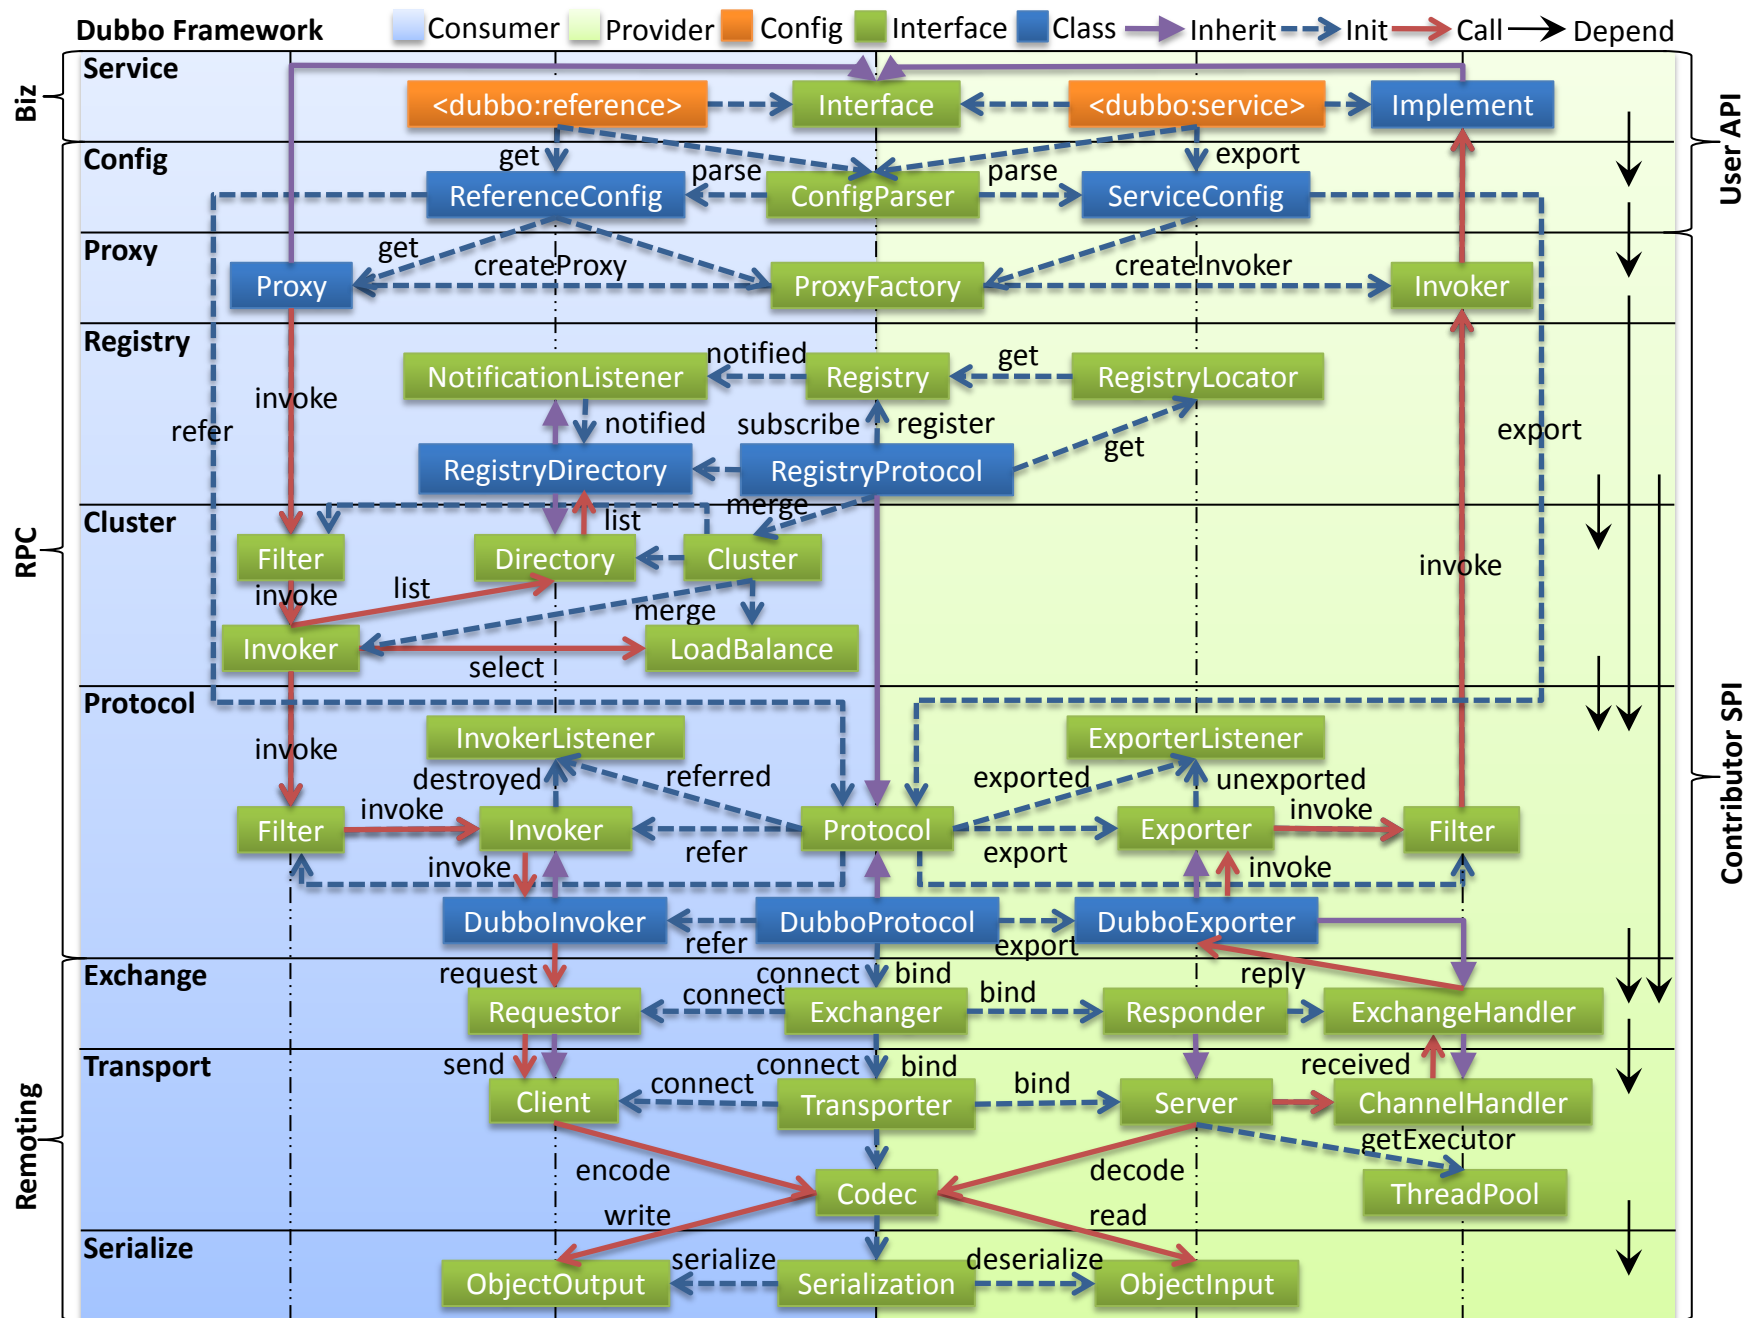 Dubbo Framework
Consumer
Provider
Config
Interface
Class
Inherit
Init
Call
Depend
Biz
RPC
Remoting
User API
Contributor SPI
Service
<dubbo:reference>
Interface
<dubbo:service>
Implement
Config
get
export
parse
parse
ReferenceConfig
ConfigParser
ServiceConfig
Proxy
get
createProxy
createInvoker
Proxy
ProxyFactory
Invoker
Registry
notified
get
NotificationListener
Registry
RegistryLocator
invoke
refer
notified
subscribe
register
get
export
RegistryDirectory
RegistryProtocol
Cluster
merge
list
Filter
Directory
Cluster
invoke
invoke
list
merge
Invoker
LoadBalance
select
Protocol
invoke
InvokerListener
ExporterListener
destroyed
referred
exported
unexported
invoke
invoke
Filter
Invoker
Protocol
Exporter
Filter
refer
export
invoke
invoke
DubboInvoker
DubboProtocol
DubboExporter
refer
export
Exchange
request
connect
bind
reply
connect
bind
Requestor
Exchanger
Responder
ExchangeHandler
Transport
send
connect
bind
received
connect
bind
Client
Transporter
Server
ChannelHandler
getExecutor
encode
decode
Codec
ThreadPool
write
read
Serialize
serialize
deserialize
ObjectOutput
Serialization
ObjectInput